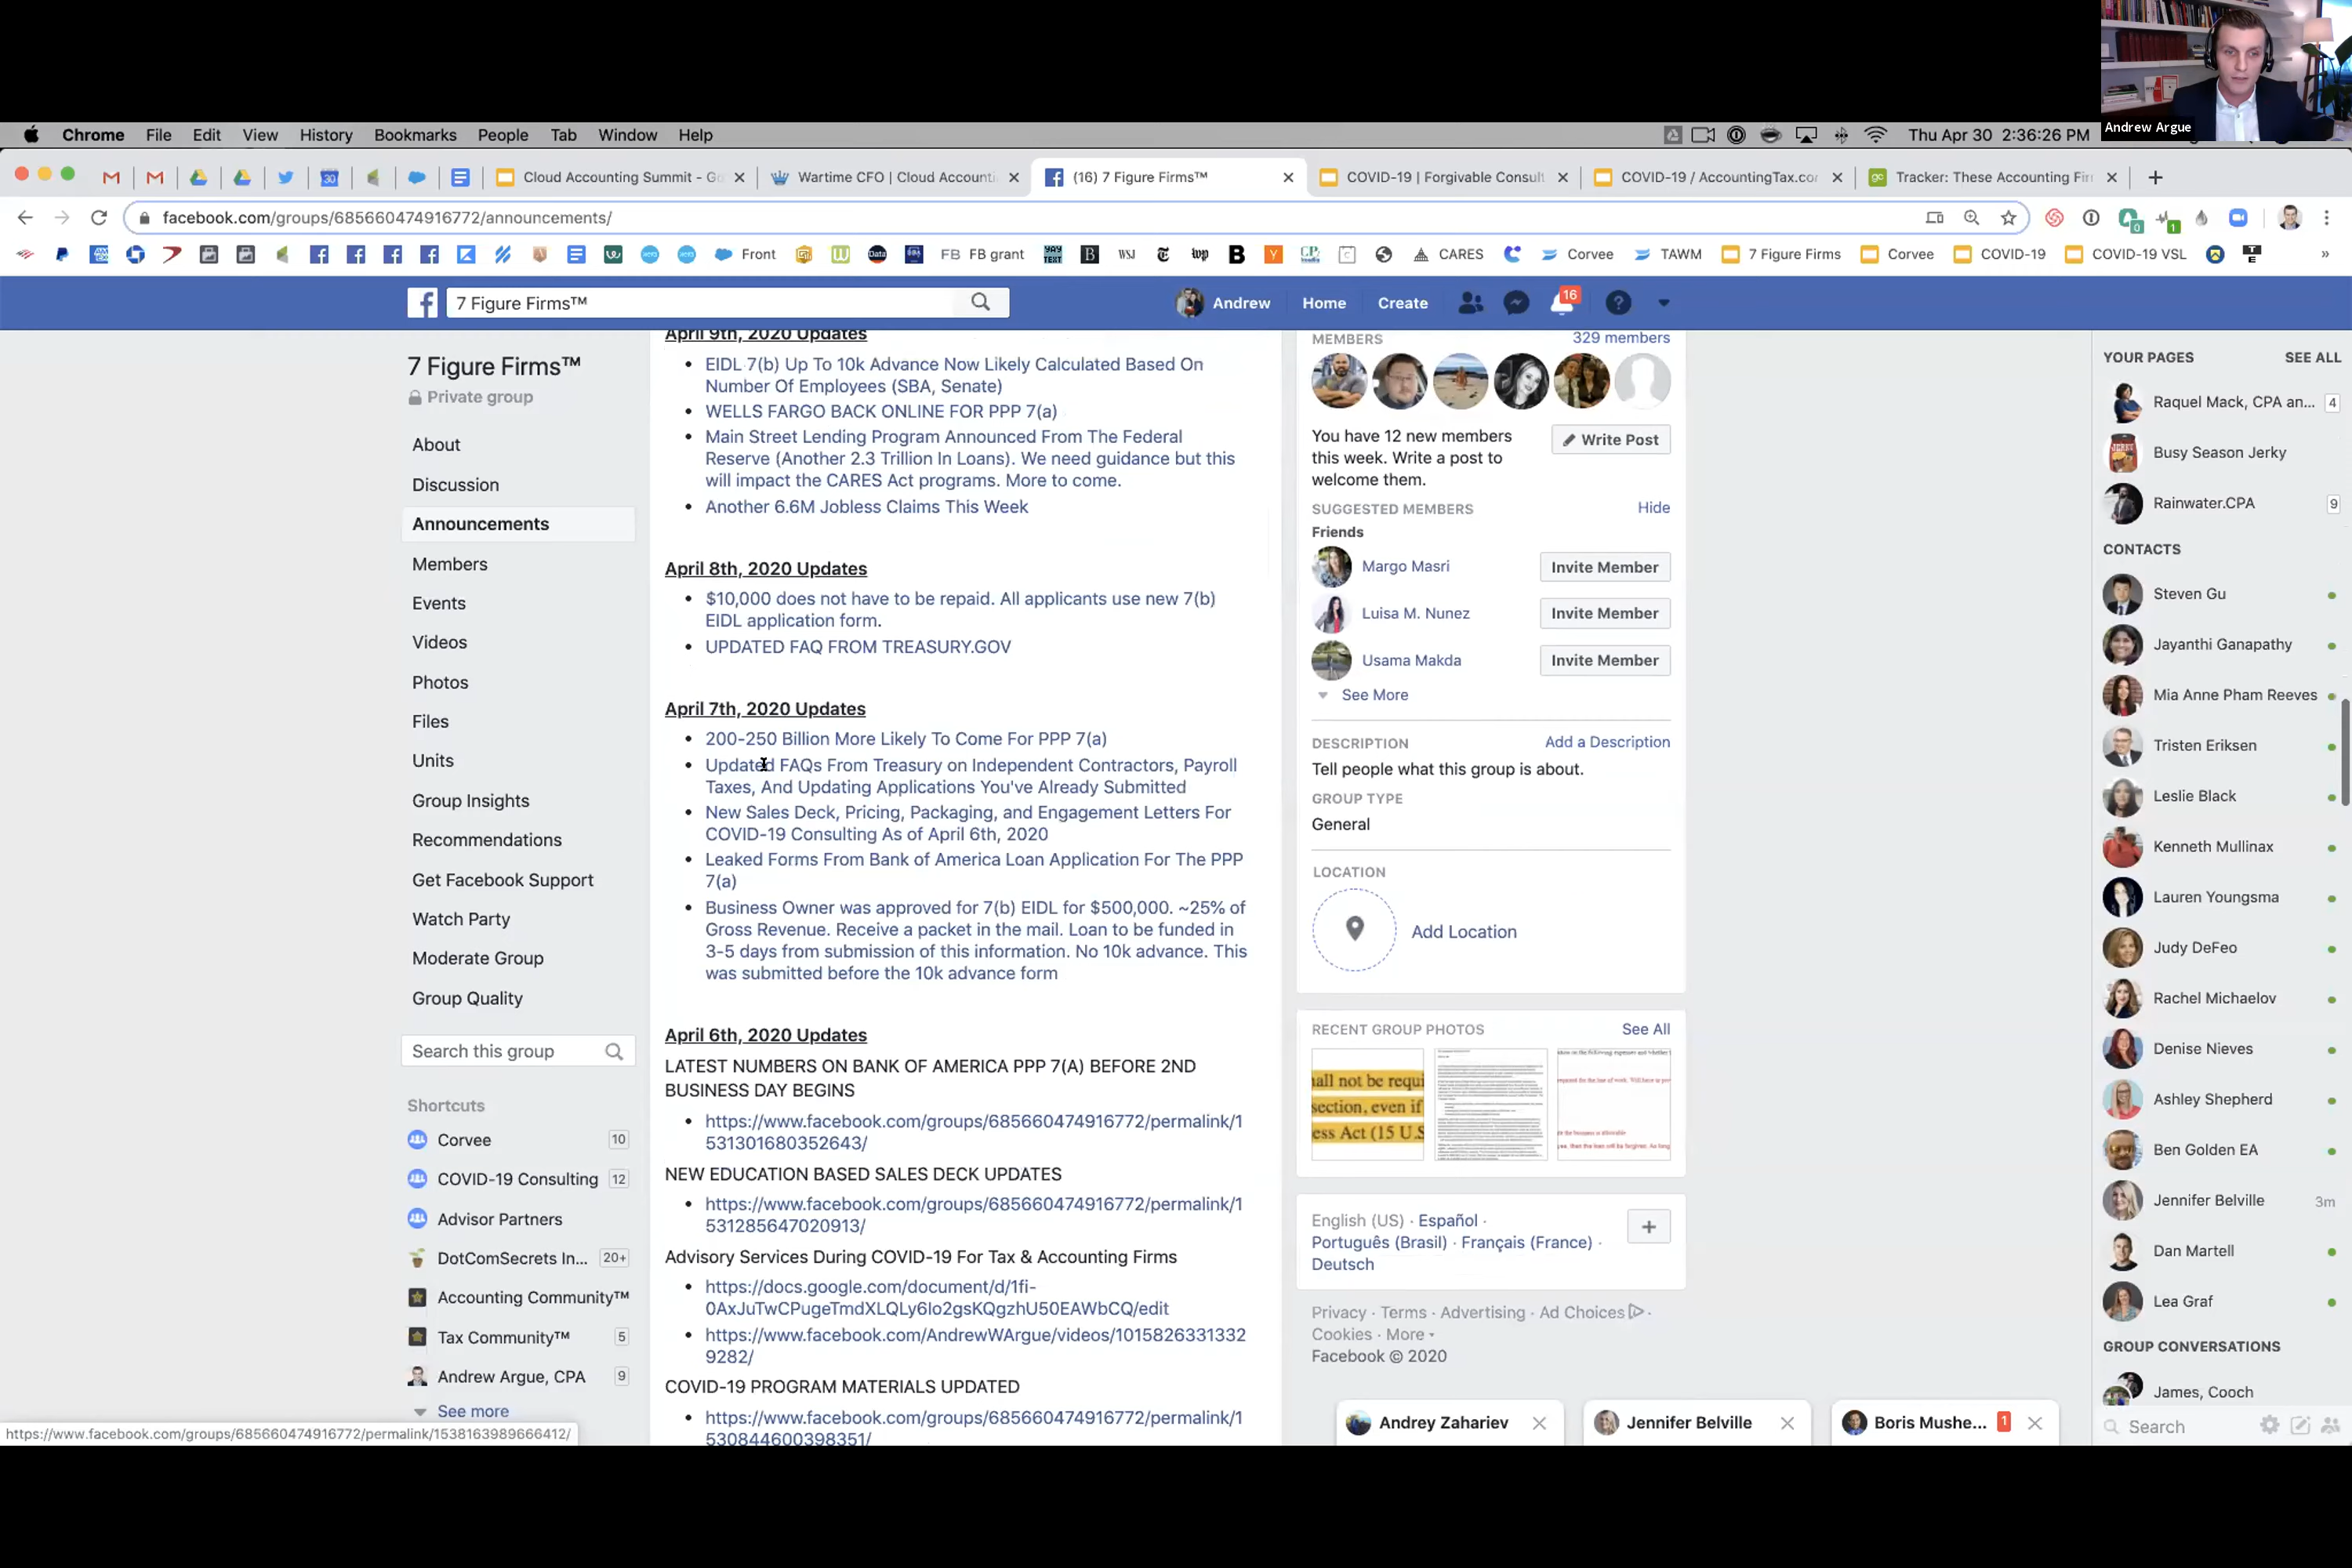 Andrew Argue
Chrome File Edit View History Bookmarks People Tab Window Help
Thu Apr 30 2:36:26 PM
30
Cloud Accounting Summit - Go
Wartime CFO | Cloud Accounti
(16) 7 Figure Firms™
COVID-19 | Forgivable Consult
COVID-19 / AccountingTax.com
Tracker: These Accounting Fir
facebook.com/groups/685660474916772/announcements/
0
1
Front
FB FB grant
WSJ
CARES
Corvee
TAWM
7 Figure Firms
Corvee
COVID-19
COVID-19 VSL
»
7 Figure Firms™
Andrew
Home
Create
16
7 Figure Firms™
Private group
About
Discussion
Announcements
Members
Events
Videos
Photos
Files
Units
Group Insights
Recommendations
Get Facebook Support
Watch Party
Moderate Group
Group Quality
Search this group
Shortcuts
Corvee 10
COVID-19 Consulting 12
Advisor Partners
DotComSecrets In... 20+
Accounting Community™
Tax Community™ 5
Andrew Argue, CPA 9
See more
https://www.facebook.com/groups/685660474916772/permalink/1538163989666412/
April 9th, 2020 Updates
• EIDL 7(b) Up To 10k Advance Now Likely Calculated Based On
Number Of Employees (SBA, Senate)
• WELLS FARGO BACK ONLINE FOR PPP 7(a)
• Main Street Lending Program Announced From The Federal
Reserve (Another 2.3 Trillion In Loans). We need guidance but this
will impact the CARES Act programs. More to come.
• Another 6.6M Jobless Claims This Week
April 8th, 2020 Updates
• $10,000 does not have to be repaid. All applicants use new 7(b)
EIDL application form.
• UPDATED FAQ FROM TREASURY.GOV
April 7th, 2020 Updates
• 200-250 Billion More Likely To Come For PPP 7(a)
• Updated FAQs From Treasury on Independent Contractors, Payroll
Taxes, And Updating Applications You've Already Submitted
• New Sales Deck, Pricing, Packaging, and Engagement Letters For
COVID-19 Consulting As of April 6th, 2020
• Leaked Forms From Bank of America Loan Application For The PPP
7(a)
• Business Owner was approved for 7(b) EIDL for $500,000. ~25% of
Gross Revenue. Receive a packet in the mail. Loan to be funded in
3-5 days from submission of this information. No 10k advance. This
was submitted before the 10k advance form
April 6th, 2020 Updates
LATEST NUMBERS ON BANK OF AMERICA PPP 7(A) BEFORE 2ND
BUSINESS DAY BEGINS
• https://www.facebook.com/groups/685660474916772/permalink/1
531301680352643/
NEW EDUCATION BASED SALES DECK UPDATES
• https://www.facebook.com/groups/685660474916772/permalink/1
531285647020913/
Advisory Services During COVID-19 For Tax & Accounting Firms
• https://docs.google.com/document/d/1fi-
0AxJuTwCPugeTmdXLQLy6Io2gsKQgzhU50EAWbCQ/edit
• https://www.facebook.com/AndrewWArgue/videos/1015826331332
9282/
COVID-19 PROGRAM MATERIALS UPDATED
• https://www.facebook.com/groups/685660474916772/permalink/1
530844600398351/
MEMBERS 329 members
You have 12 new members
this week. Write a post to
welcome them.
Write Post
SUGGESTED MEMBERS Hide
Friends
Margo Masri Invite Member
Luisa M. Nunez Invite Member
Usama Makda Invite Member
See More
DESCRIPTION Add a Description
Tell people what this group is about.
GROUP TYPE
General
LOCATION
Add Location
RECENT GROUP PHOTOS See All
all not be requi
section, even if
ess Act (15 U.S
English (US) · Español ·
Português (Brasil) · Français (France) ·
Deutsch
Privacy · Terms · Advertising · Ad Choices ·
Cookies · More
Facebook © 2020
YOUR PAGES SEE ALL
Raquel Mack, CPA an... 4
Busy Season Jerky
Rainwater.CPA 9
CONTACTS
Steven Gu
Jayanthi Ganapathy
Mia Anne Pham Reeves
Tristen Eriksen
Leslie Black
Kenneth Mullinax
Lauren Youngsma
Judy DeFeo
Rachel Michaelov
Denise Nieves
Ashley Shepherd
Ben Golden EA
Jennifer Belville 3m
Dan Martell
Lea Graf
GROUP CONVERSATIONS
James, Cooch
Search
Andrey Zahariev
Jennifer Belville
Boris Mushe... 1